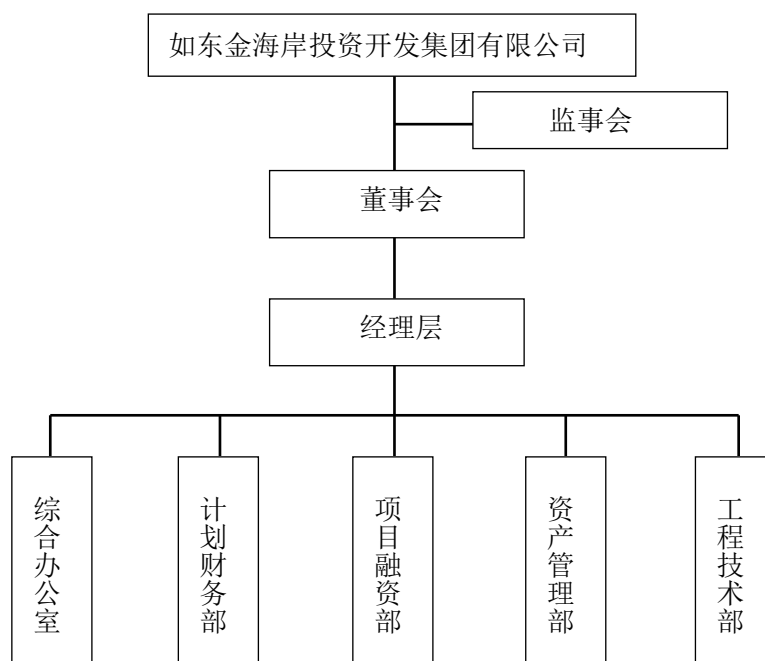 如东金海岸投资开发集团有限公司
监事会
董事会
经理层
综合办公室
计划财务部
项目融资部
资产管理部
工程技术部